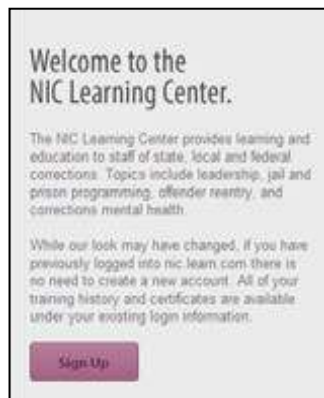 Welcome to the
NIC Learning Center.
The NIC Learning Center provides learning and
education to staff of state, local and federal
corrections. Topics include leadership, jail and
prison programming, offender reentry, and
corrections mental health.
While our look may have changed, if you have
previously logged into nic.learn.com there is
no need to create a new account. All of your
training history and certificates are available
under your existing login information.
Sign Up